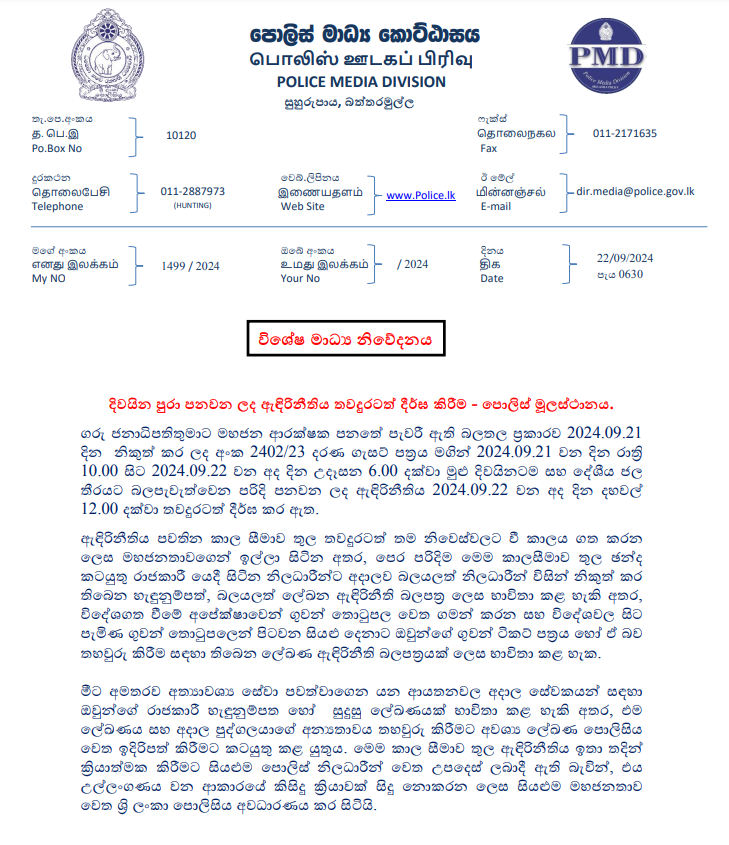 පොලිස් මාධ්‍ය කොට්ඨාසය
பொலிஸ் ஊடகப் பிரிவு
POLICE MEDIA DIVISION
සුහුරුපාය, බත්තරමුල්ල
PMD
Police Media Division
තැ.පෙ.අංකය
த. பெ.இ
Po.Box No
10120
ෆැක්ස්
தொலைநகல
Fax
011-2171635
දුරකථන
தொலைபேசி
Telephone
011-2887973
(HUNTING)
වෙබ්.ලිපිනය
இணையதளம்
Web Site
www.Police.lk
ඊ මේල්
மின்னஞ்சல்
E-mail
dir.media@police.gov.lk
මගේ අංකය
எனது இலக்கம்
My NO
1499 / 2024
ඔබේ අංකය
உமது இலக்கம்
Your No
/ 2024
දිනය
திக
Date
22/09/2024
පැය 0630
විශේෂ මාධ්‍ය නිවේදනය
දිවයින පුරා පනවන ලද ඇඳිරිනීතිය තවදුරටත් දීර්ඝ කිරීම - පොලිස් මූලස්ථානය.
ගරු ජනාධිපතිතුමාට මහජන ආරක්ෂක පනතේ පැවරී ඇති බලතල ප්‍රකාරව 2024.09.21
දින නිකුත් කර ලද අංක 2402/23 දරණ ගැසට් පත්‍රය මගින් 2024.09.21 වන දින රාත්‍රි
10.00 සිට 2024.09.22 වන අද දින උදෑසන 6.00 දක්වා මුළු දිවයිනටම සහ දේශීය ජල
තීරයට බලපැවැත්වෙන පරිදි පනවන ලද ඇඳිරිනීතිය 2024.09.22 වන අද දින දහවල්
12.00 දක්වා තවදුරටත් දීර්ඝ කර ඇත.
ඇඳිරිනීතිය පවතින කාල සීමාව තුල තවදුරටත් තම නිවෙස්වලට වී කාලය ගත කරන
ලෙස මහජනතාවගෙන් ඉල්ලා සිටින අතර, පෙර පරිදිම මෙම කාලසීමාව තුල ඡන්ද
කටයුතු රාජකාරී යෙදී සිටින නිලධාරීන්ට අදාලව බලයලත් නිලධාරීන් විසින් නිකුත් කර
තිබෙන හැඳුනුම්පත්, බලයලත් ලේඛන ඇඳිරිනීති බලපත්‍ර ලෙස භාවිතා කළ හැකි අතර,
විදේශගත වීමේ අපේක්ෂාවෙන් ගුවන් තොටුපල වෙත ගමන් කරන සහ විදේශවල සිට
පැමිණ ගුවන් තොටුපලෙන් පිටවන සියළු දෙනාට ඔවුන්ගේ ගුවන් ටිකට් පත්‍රය හෝ ඒ බව
තහවුරු කිරීම සඳහා තිබෙන ලේඛණ ඇඳිරිනීති බලපත්‍රයක් ලෙස භාවිතා කළ හැක.
මීට අමතරව අත්‍යාවශ්‍ය සේවා පවත්වාගෙන යන ආයතනවල අදාල සේවකයන් සඳහා
ඔවුන්ගේ රාජකාරී හැඳුනුම්පත හෝ සුදුසු ලේඛණයක් භාවිතා කළ හැකි අතර, එම
ලේඛණය සහ අදාල පුද්ගලයාගේ අන්‍යතාවය තහවුරු කිරීමට අවශ්‍ය ලේඛණ පොලිසිය
වෙත ඉදිරිපත් කිරීමට කටයුතු කළ යුතුය. මෙම කාල සීමාව තුල ඇඳිරිනීතිය ඉතා තදින්
ක්‍රියාත්මක කිරීමට සියළුම පොලිස් නිලධාරීන් වෙත උපදෙස් ලබාදී ඇති බැවින්, එය
උල්ලංගණය වන ආකාරයේ කිසිදු ක්‍රියාවක් සිදු නොකරන ලෙස සියළුම මහජනතාව
වෙත ශ්‍රී ලංකා පොලිසිය අවධාරණය කර සිටියි.